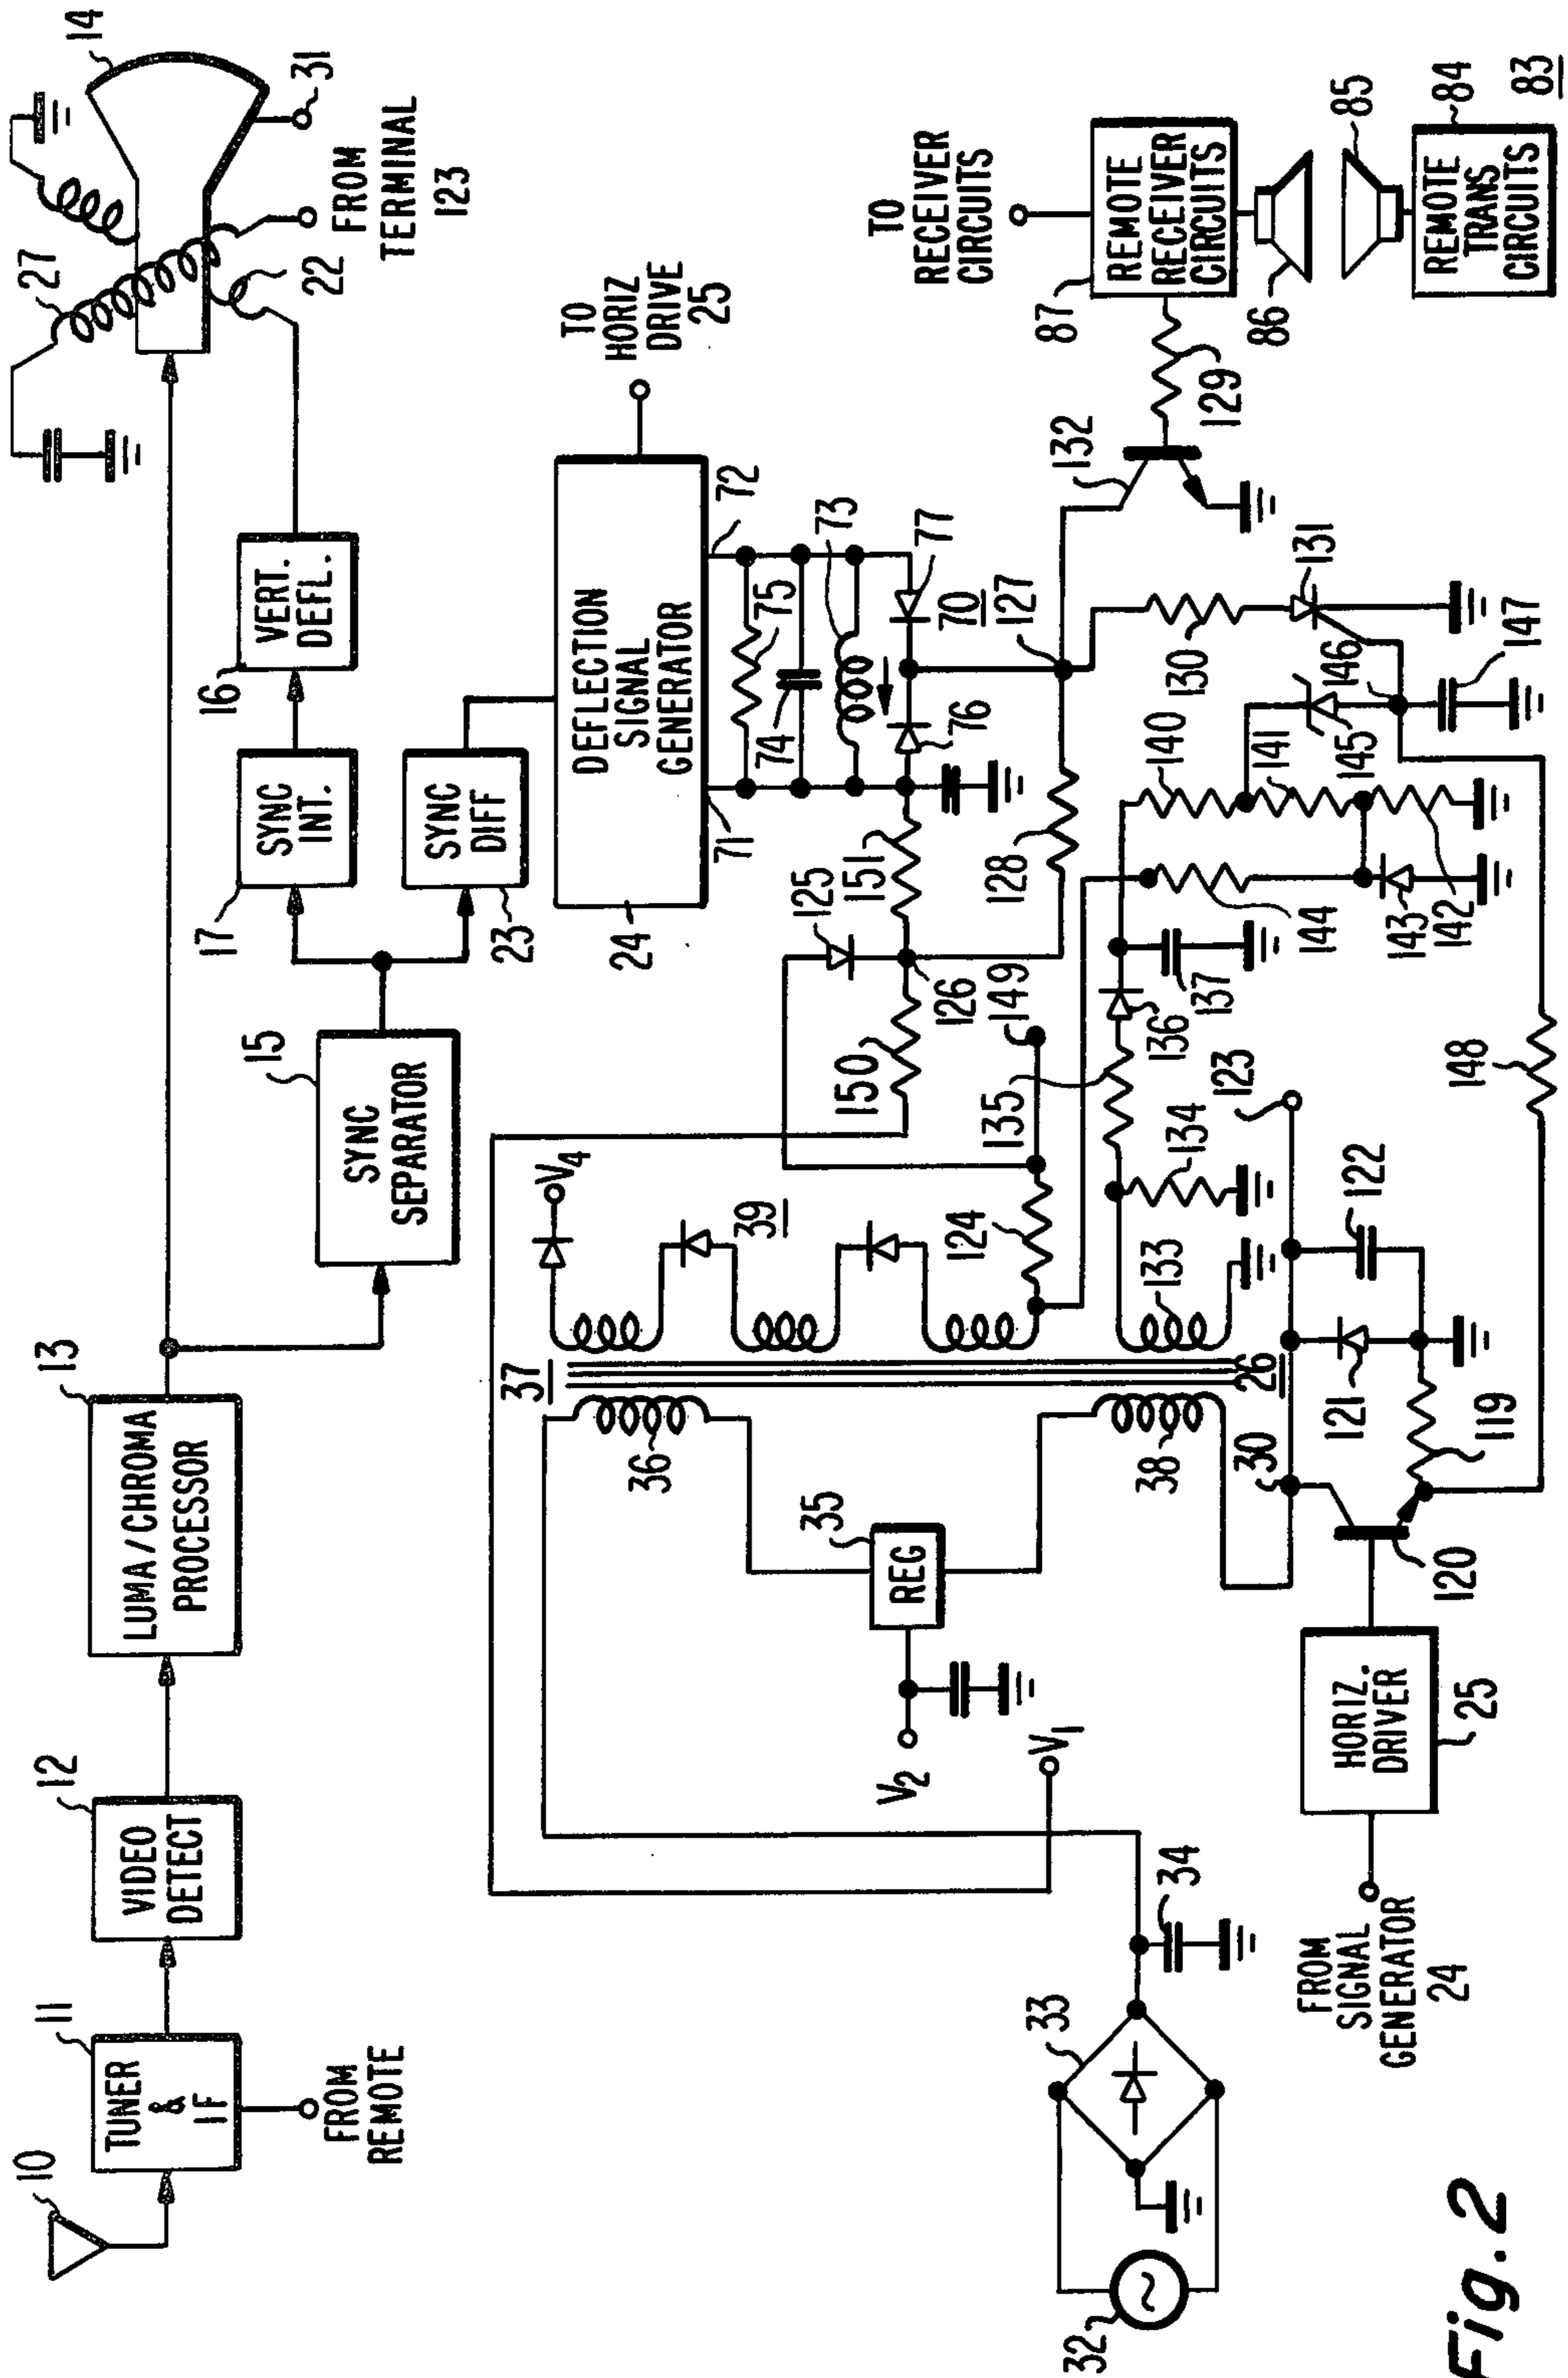 10
11
TUNER
&
IF
FROM
REMOTE
12
VIDEO
DETECT
13
LUMA/CHROMA
PROCESSOR
15
SYNC
SEPARATOR
17
SYNC
INT.
16
VERT.
DEFL.
23
SYNC
DIFF
27
22
14
31
FROM
TERMINAL
123
24
DEFLECTION
SIGNAL
GENERATOR
TO
HORIZ
DRIVE
25
71
72
75
74
73
76
77
70
127
125
151
150
126
128
132
129
TO
RECEIVER
CIRCUITS
87
REMOTE
RECEIVER
CIRCUITS
86
85
84
REMOTE
TRANS
CIRCUITS
83
130
131
140
141
145
146
147
142
143
144
148
149
135
136
137
134
133
124
39
V4
37
36
35
REG
38
26
V2
V1
30
123
122
121
119
120
HORIZ.
DRIVER
25
FROM
SIGNAL
GENERATOR
24
32
33
34
Fig. 2